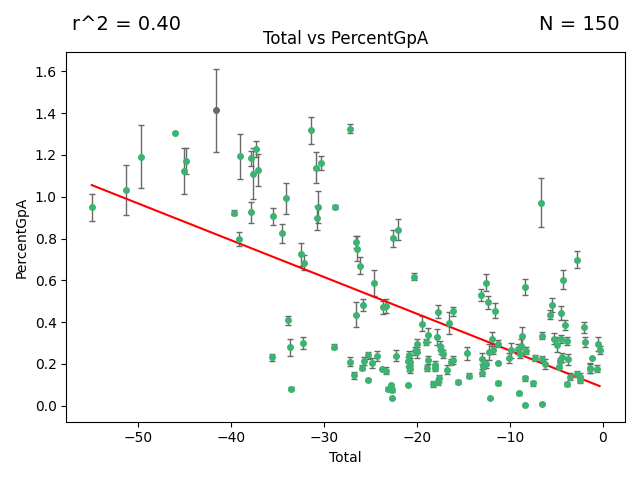 r^2 = 0.40
N = 150
Total vs PercentGpA
PercentGpA
1.6
1.4
1.2
1.0
0.8
0.6
0.4
0.2
0.0
−50 −40 −30 −20 −10 0
Total